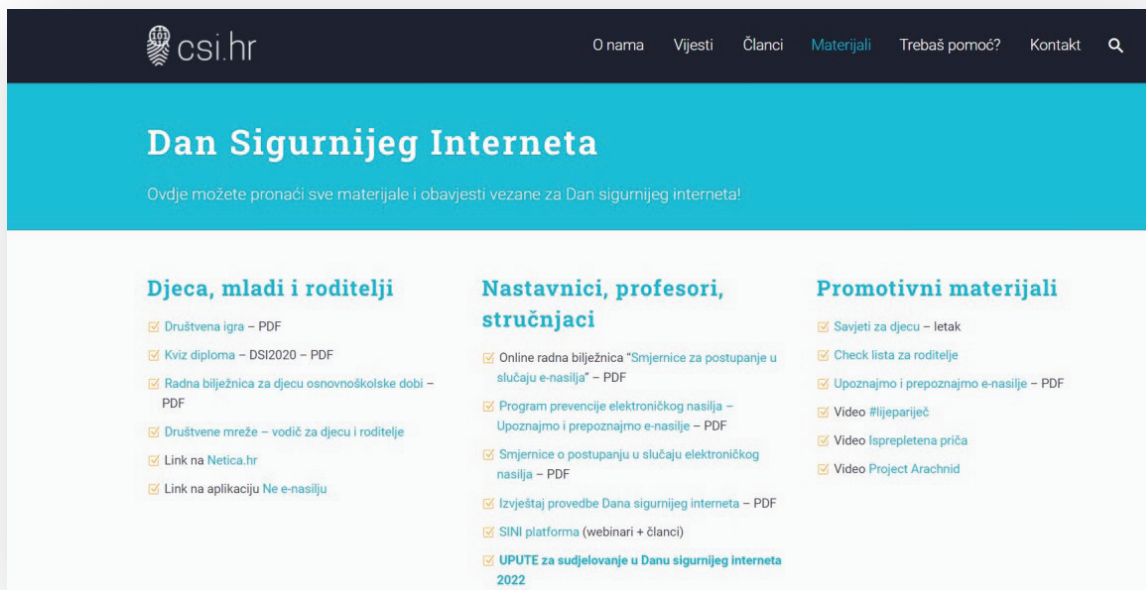 csi.hr
O nama Vijesti Članci Materijali Trebaš pomoć? Kontakt
Dan Sigurnijeg Interneta
Ovdje možete pronaći sve materijale i obavjesti vezane za Dan sigurnijeg interneta!
Djeca, mladi i roditelji
Društvena igra – PDF
Kviz diploma – DSI2020 – PDF
Radna bilježnica za djecu osnovnoškolske dobi –
PDF
Društvene mreže – vodič za djecu i roditelje
Link na Netica.hr
Link na aplikaciju Ne e-nasilju
Nastavnici, profesori,
stručnjaci
Online radna bilježnica “Smjernice za postupanje u
slučaju e-nasilja” – PDF
Program prevencije elektroničkog nasilja –
Upoznajmo i prepoznajmo e-nasilje – PDF
Smjernice o postupanju u slučaju elektroničkog
nasilja – PDF
Izvještaj provedbe Dana sigurnijeg interneta – PDF
SINI platforma (webinari + članci)
UPUTE za sudjelovanje u Danu sigurnijeg interneta
2022
Promotivni materijali
Savjeti za djecu – letak
Check lista za roditelje
Upoznajmo i prepoznajmo e-nasilje – PDF
Video #lijepariječ
Video Isprepletena priča
Video Project Arachnid